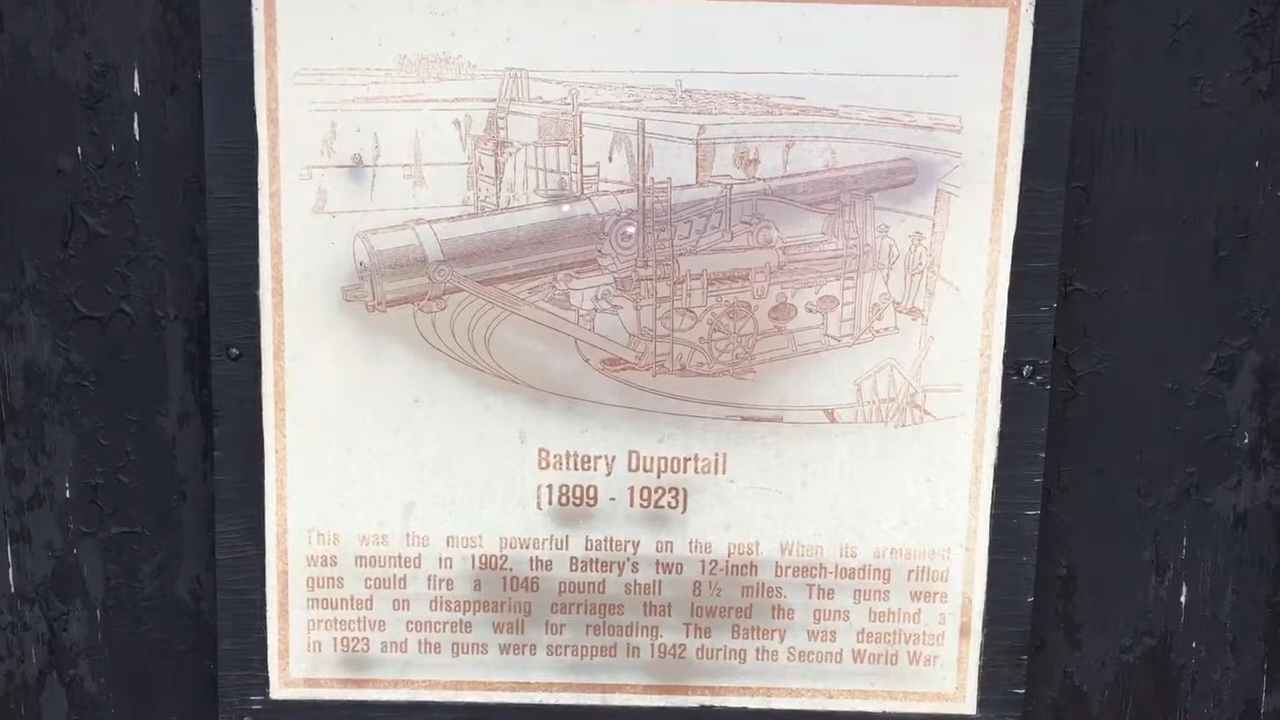 Battery Duportail
(1899 - 1923)
This was the most powerful battery on the post. When its armament
was mounted in 1902, the Battery's two 12-inch breech-loading rifled
guns could fire a 1046 pound shell 8 ½ miles. The guns were
mounted on disappearing carriages that lowered the guns behind a
protective concrete wall for reloading. The Battery was deactivated
in 1923 and the guns were scrapped in 1942 during the Second World War.